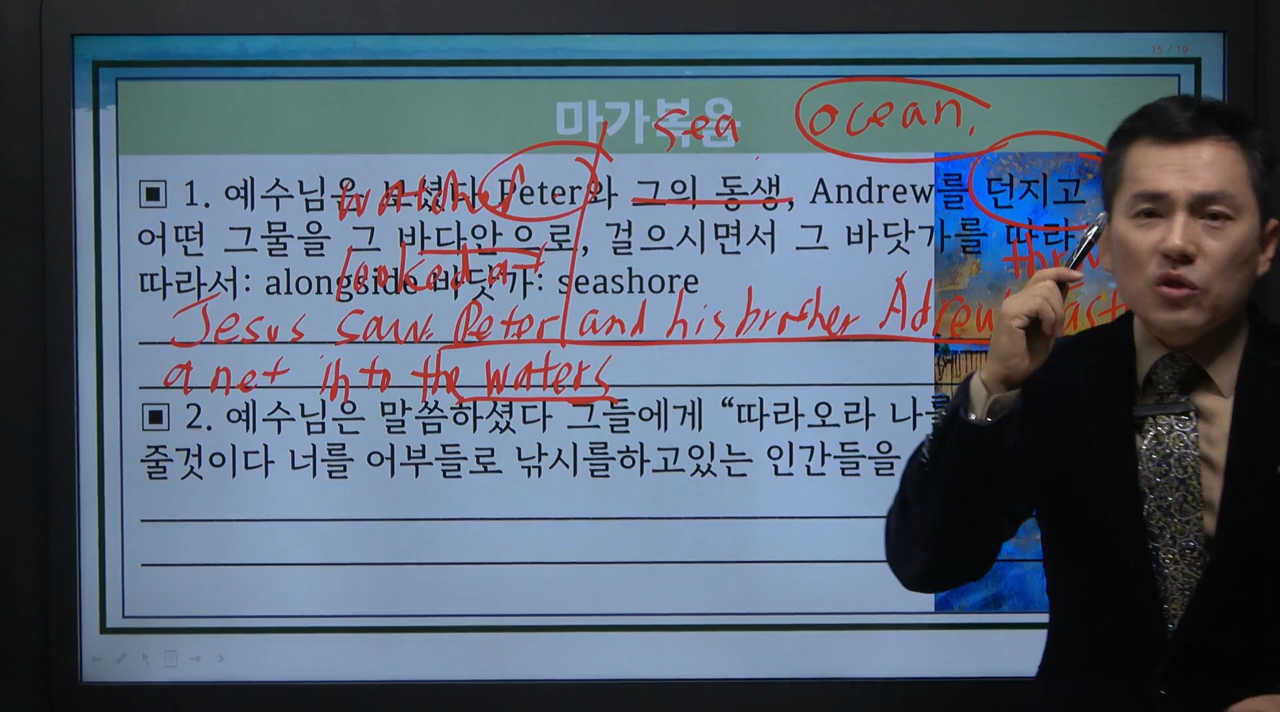 15 / 19
마가복음
sea ocean,
■ 1. 예수님은 보셨다 Peter와 그의 동생, Andrew를 던지고
watched
어떤 그물을 그 바다안으로, 걸으시면서 그 바닷가를 따라
looked at
따라서: alongside 바닷가: seashore
Jesus saw Peter and his brother Adrew
a net into the waters
■ 2. 예수님은 말씀하셨다 그들에게 “따라오라 나를
줄것이다 너를 어부들로 낚시를하고있는 인간들을